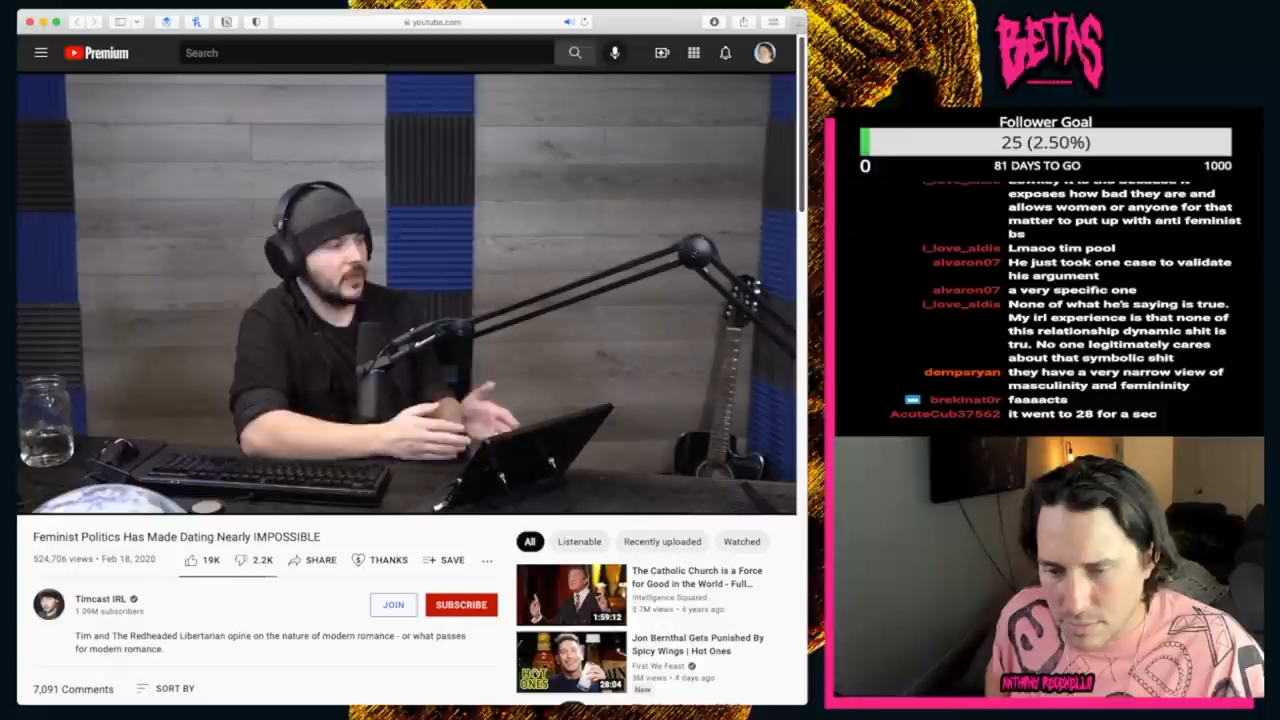 youtube.com
Premium
Search
Feminist Politics Has Made Dating Nearly IMPOSSIBLE
524,706 views • Feb 18, 2020
19K
2.2K
SHARE
THANKS
SAVE
Timcast IRL
1.09M subscribers
JOIN
SUBSCRIBE
Tim and The Redheaded Libertarian opine on the nature of modern romance - or what passes
for modern romance.
7,091 Comments
SORT BY
All
Listenable
Recently uploaded
Watched
1:59:12
The Catholic Church is a Force
for Good in the World - Full...
Intelligence Squared
6 years ago
HOT
ONES
28:04
Jon Bernthal Gets Punished By
Spicy Wings | Hot Ones
First We Feast
3M views • 4 days ago
New
BETAS
Follower Goal
25 (2.50%)
0
81 DAYS TO GO
1000
exposes how bad they are and
allows women or anyone for that
matter to put up with anti feminist
bs
i_love_aldis Lmaoo tim pool
alvaron07 He just took one case to validate
his argument
alvaron07 a very specific one
i_love_aldis None of what he's saying is true.
My irl experience is that none of
this relationship dynamic shit is
tru. No one legitimately cares
about that symbolic shit
dempsryan they have a very narrow view of
masculinity and femininity
brekinat0r faaaacts
AcuteCub37562 it went to 28 for a sec